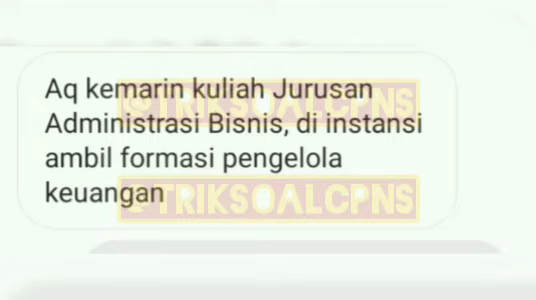 Aq kemarin kuliah Jurusan
@TRIKSOALCPNS
Administrasi Bisnis, di instansi
ambil formasi pengelola
keuangan
@TRIKSOALCPNS